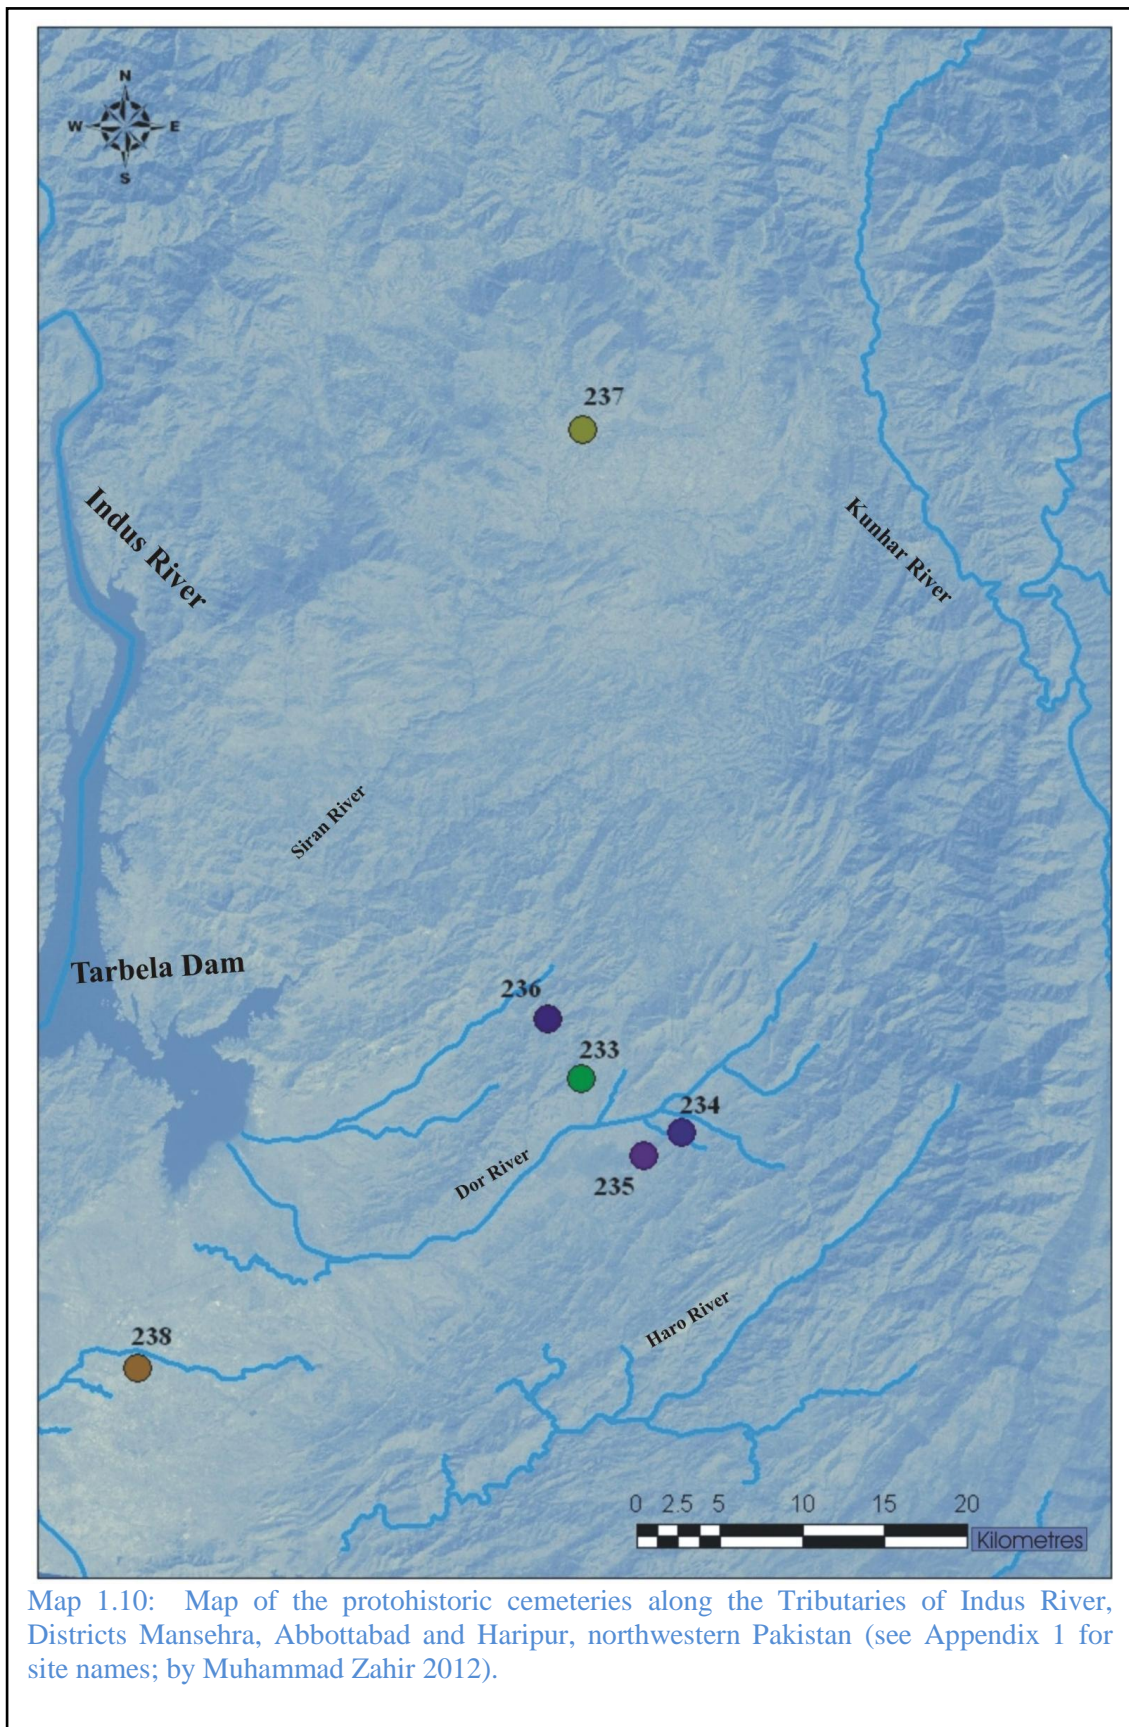 N
W E
S
237
Indus River
Kunhar River
Siran River
Tarbela Dam
236
233
234
Dor River
235
Haro River
238
0 2.5 5 10 15 20
Kilometres
Map 1.10: Map of the protohistoric cemeteries along the Tributaries of Indus River,
Districts Mansehra, Abbottabad and Haripur, northwestern Pakistan (see Appendix 1 for
site names; by Muhammad Zahir 2012).